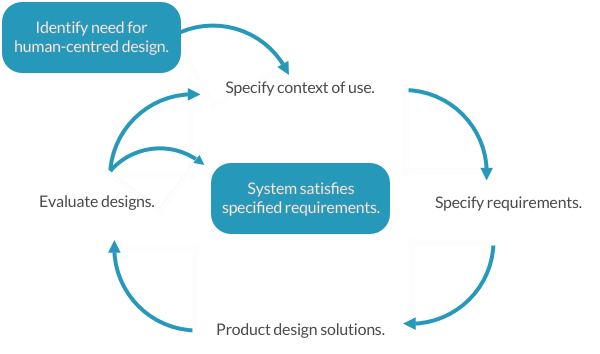 Identify need for
human-centred design.
Specify context of use.
System satisfies
specified requirements.
Evaluate designs.
Specify requirements.
Product design solutions.